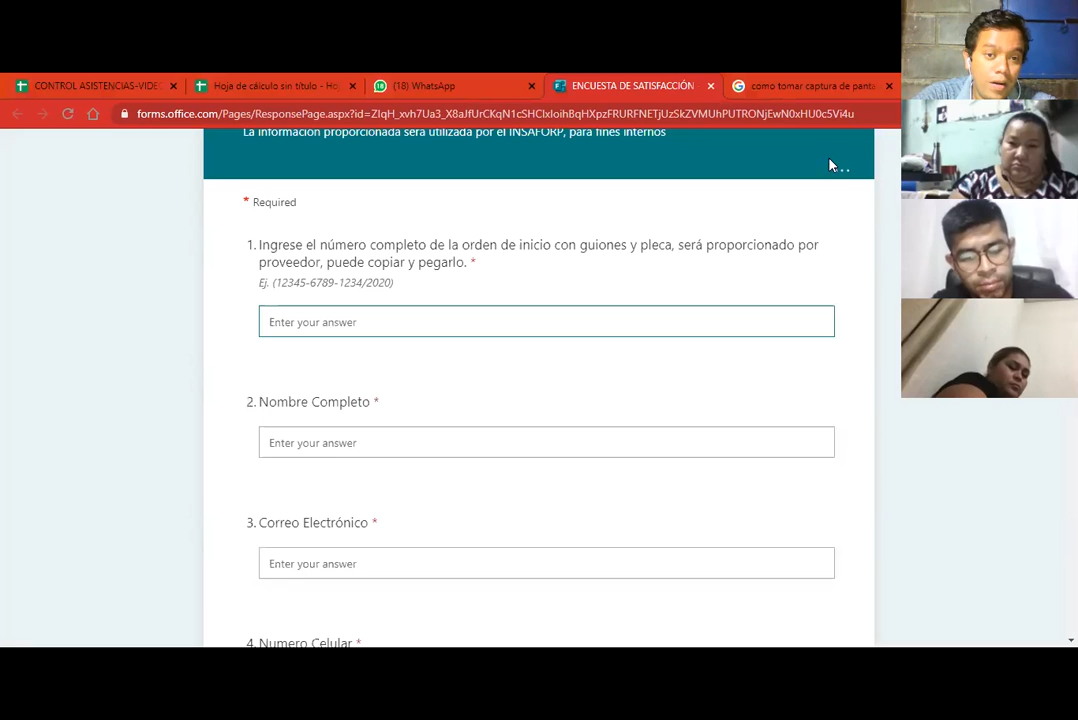 CONTROL ASISTENCIAS-VIDE
Hoja de cálculo sin título - Ho
(18) WhatsApp
ENCUESTA DE SATISFACCIÓN
como tomar captura de panta
forms.office.com/Pages/ResponsePage.aspx?id=ZIqH_xvh7Ua3_X8aJfUrCKqN1cSHClxIoihBqHXpzFRURFNETjUzSkZVMUhPUTRONjEwN0xHU0c5Vi4u
La información proporcionada será utilizada por el INSAFORP, para fines internos
...
* Required
1. Ingrese el número completo de la orden de inicio con guiones y pleca, será proporcionado por
proveedor, puede copiar y pegarlo. *
Ej. (12345-6789-1234/2020)
Enter your answer
2. Nombre Completo *
Enter your answer
3. Correo Electrónico *
Enter your answer
4. Numero Celular *